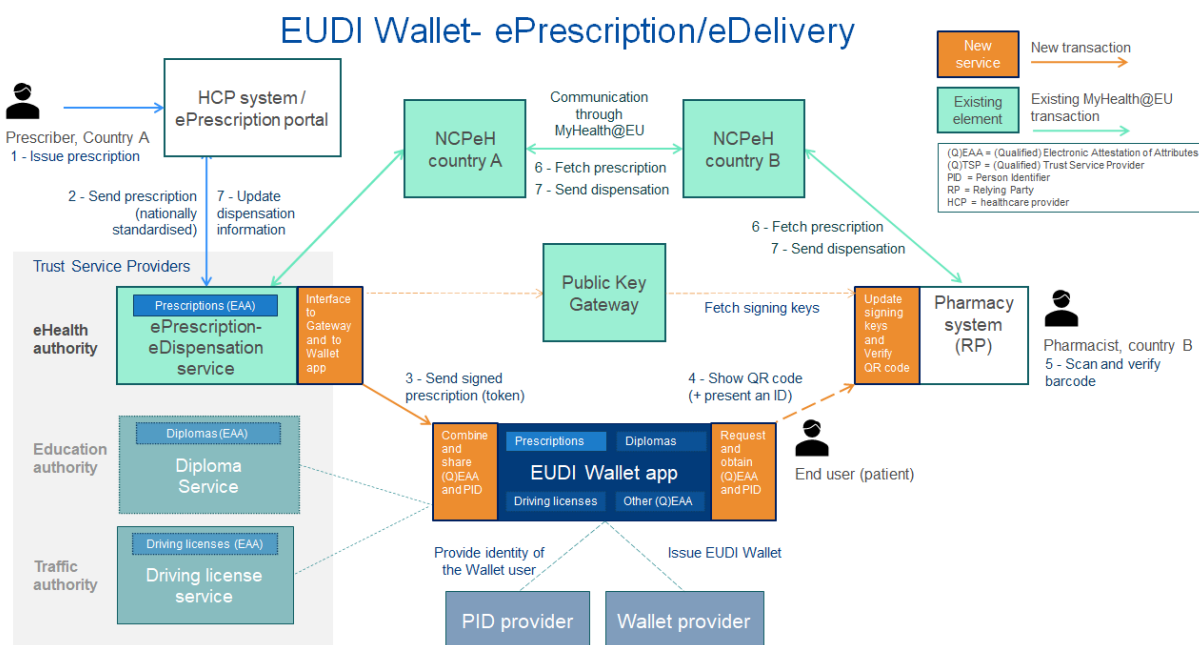 EUDI Wallet- ePrescription/eDelivery
New
service
New transaction
Existing
element
Existing MyHealth@EU
transaction
(Q)EAA = (Qualified) Electronic Attestation of Attributes
(Q)TSP = (Qualified) Trust Service Provider
PID = Person Identifier
RP = Relying Party
HCP = healthcare provider
Prescriber, Country A
1 - Issue prescription
HCP system /
ePrescription portal
NCPeH
country A
Communication
through
MyHealth@EU
6 - Fetch prescription
7 - Send dispensation
NCPeH
country B
2 - Send prescription
(nationally
standardised)
7 - Update
dispensation
information
6 - Fetch prescription
7 - Send dispensation
Trust Service Providers
eHealth
authority
Prescriptions (EAA)
ePrescription-
eDispensation
service
Interface
to
Gateway
and to
Wallet
app
Public Key
Gateway
Fetch signing keys
Update
signing
keys
and
Verify
QR code
Pharmacy
system
(RP)
Pharmacist, country B
5 - Scan and verify
barcode
3 - Send signed
prescription (token)
4 - Show QR code
(+ present an ID)
Education
authority
Diplomas (EAA)
Diploma
Service
Combine
and
share
(Q)EAA
and PID
Prescriptions
Diplomas
EUDI Wallet app
Driving licenses
Other (Q)EAA
Request
and
obtain
(Q)EAA
and PID
End user (patient)
Traffic
authority
Driving licenses (EAA)
Driving license
service
Provide identity of
the Wallet user
Issue EUDI Wallet
PID provider
Wallet provider